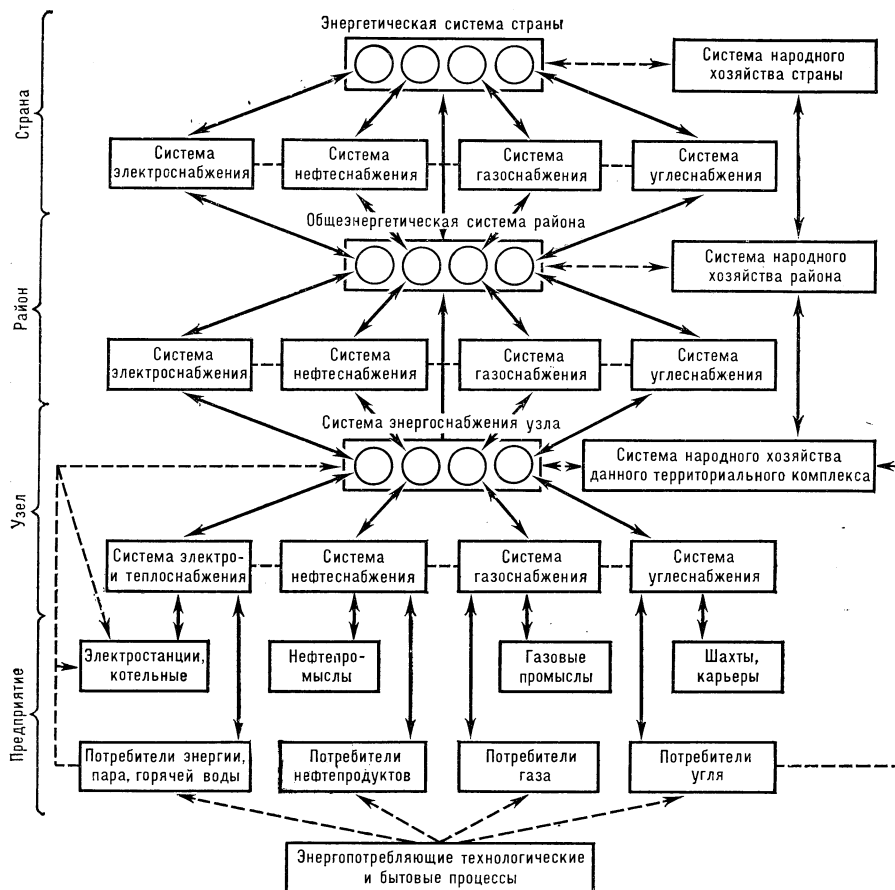 Энергетическая система страны
Система народного
хозяйства страны
Страна
Система
электроснабжения
Система
нефтеснабжения
Система
газоснабжения
Система
углеснабжения
Общеэнергетическая система района
Система народного
хозяйства района
Район
Система
электроснабжения
Система
нефтеснабжения
Система
газоснабжения
Система
углеснабжения
Система энергоснабжения узла
Система народного хозяйства
данного территориального комплекса
Узел
Система электро-
и теплоснабжения
Система
нефтеснабжения
Система
газоснабжения
Система
углеснабжения
Предприятие
Электростанции,
котельные
Нефтепро-
мыслы
Газовые
промыслы
Шахты,
карьеры
Потребители энергии,
пара, горячей воды
Потребители
нефтепродуктов
Потребители
газа
Потребители
угля
Энергопотребляющие технологические
и бытовые процессы